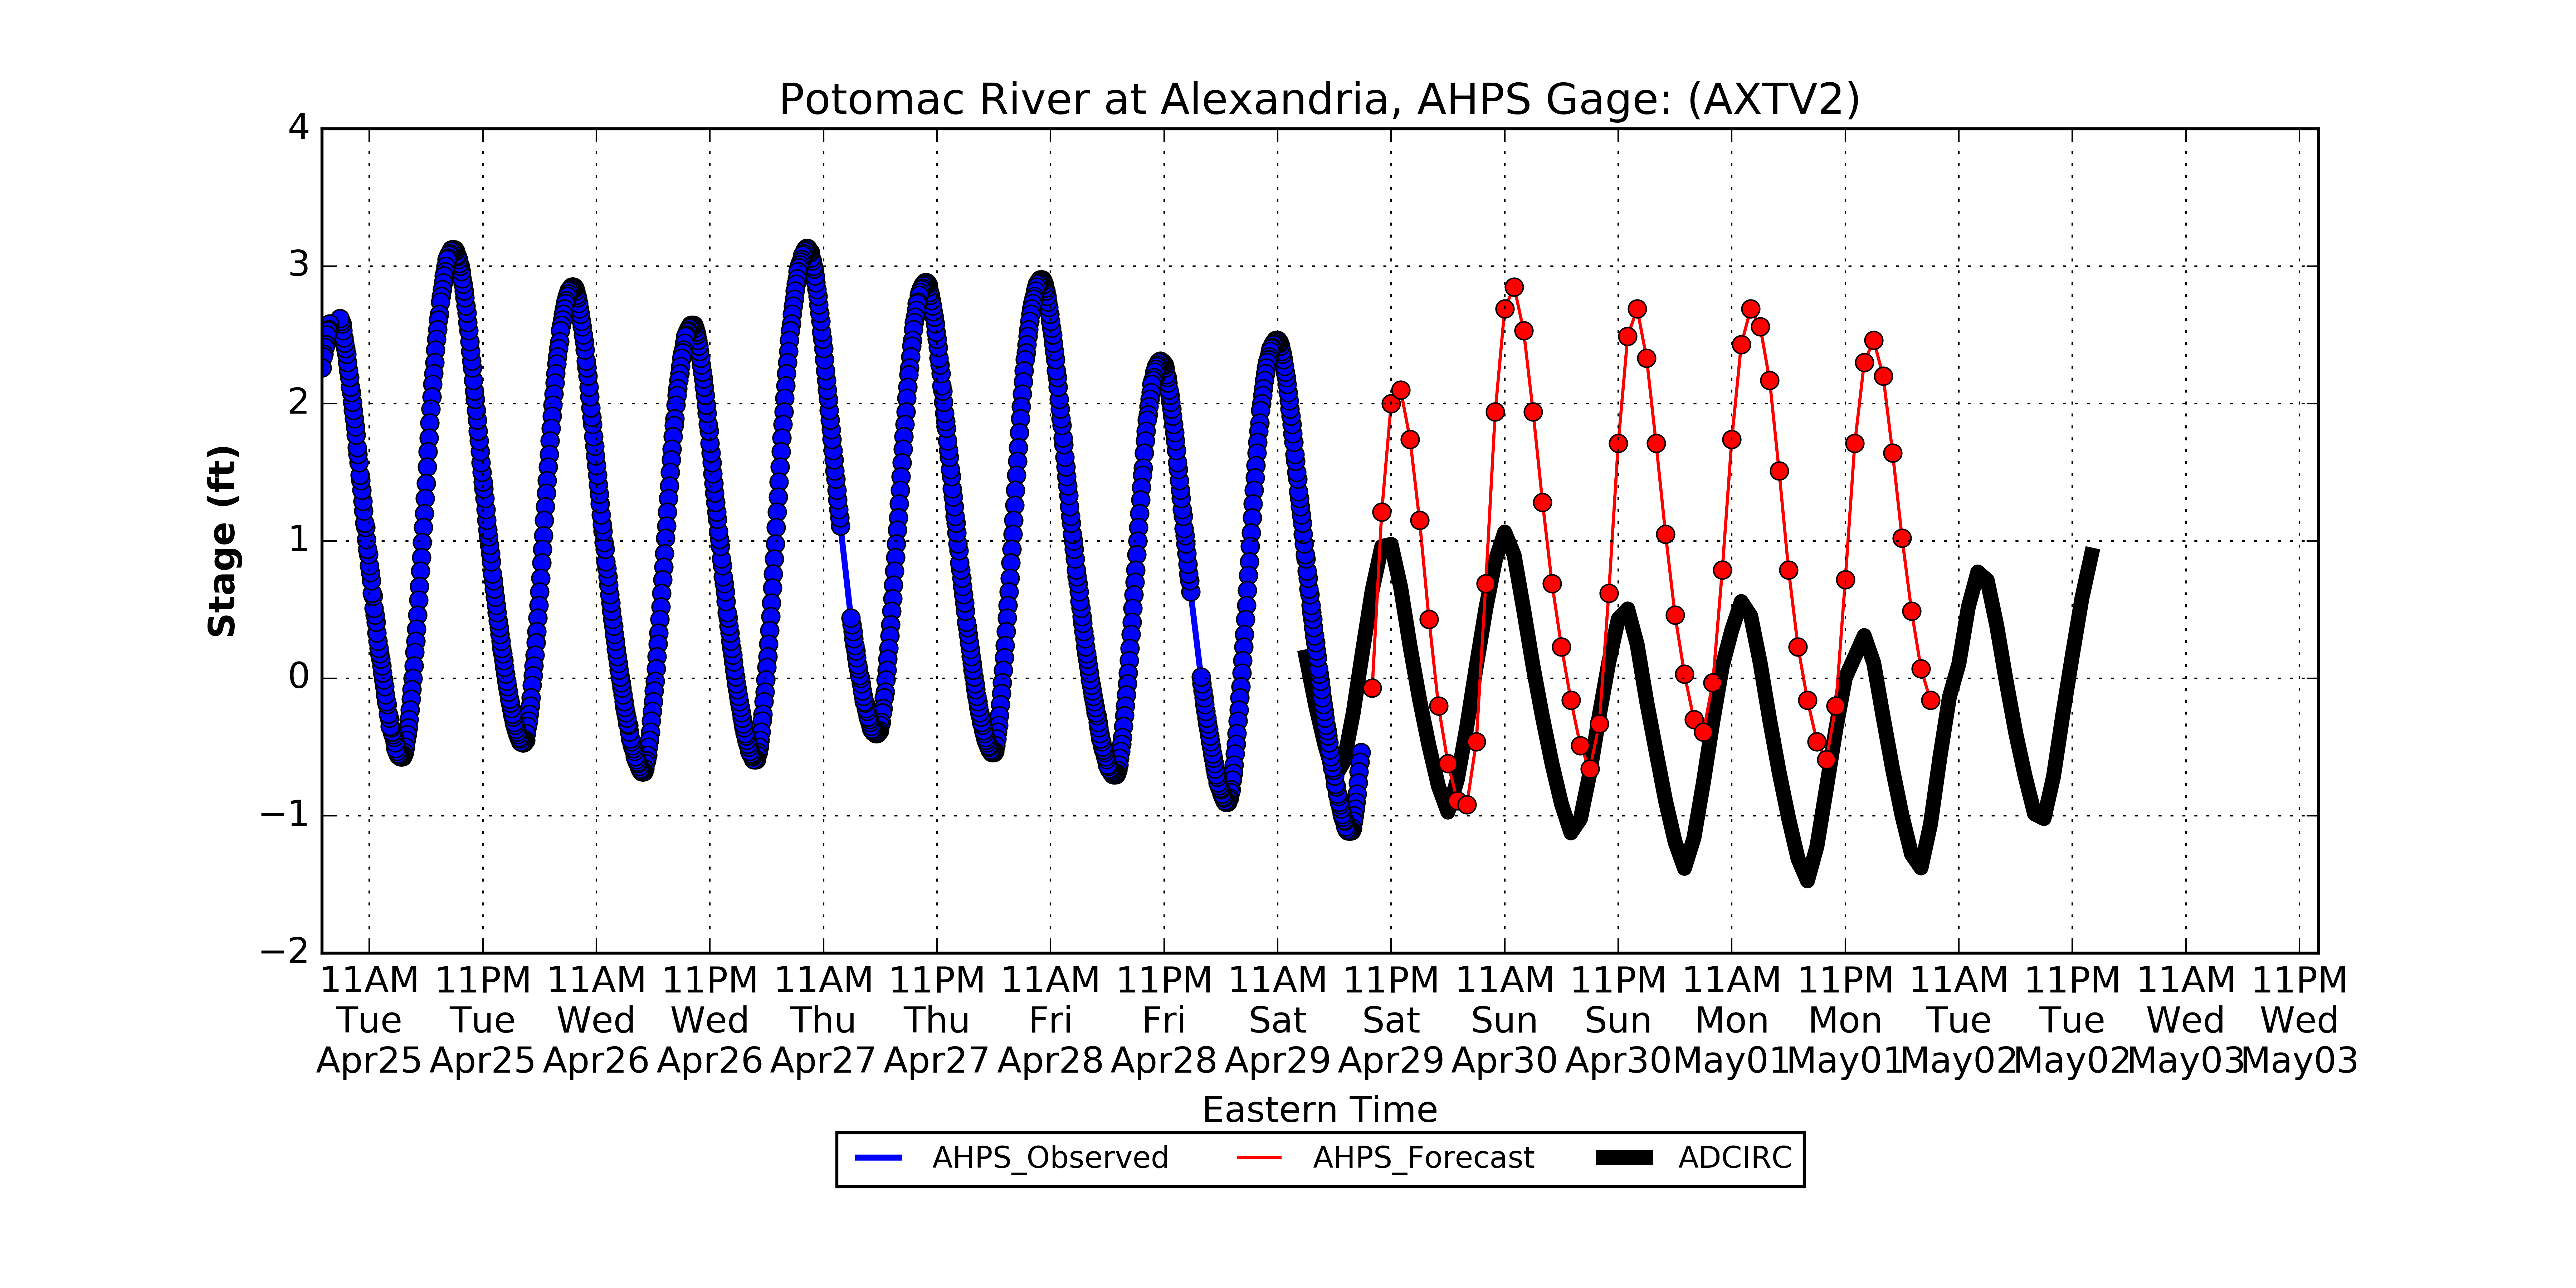 Potomac River at Alexandria, AHPS Gage: (AXTV2)
4
3
2
1
0
−1
−2
Stage (ft)
11AM 11PM 11AM 11PM 11AM 11PM 11AM 11PM 11AM 11PM 11AM 11PM 11AM 11PM 11AM 11PM 11AM 11PM
Tue Tue Wed Wed Thu Thu Fri Fri Sat Sat Sun Sun Mon Mon Tue Tue Wed Wed
Apr25 Apr25 Apr26 Apr26 Apr27 Apr27 Apr28 Apr28 Apr29 Apr29 Apr30 Apr30 May01 May01 May02 May02 May03 May03
Eastern Time
AHPS_Observed AHPS_Forecast ADCIRC